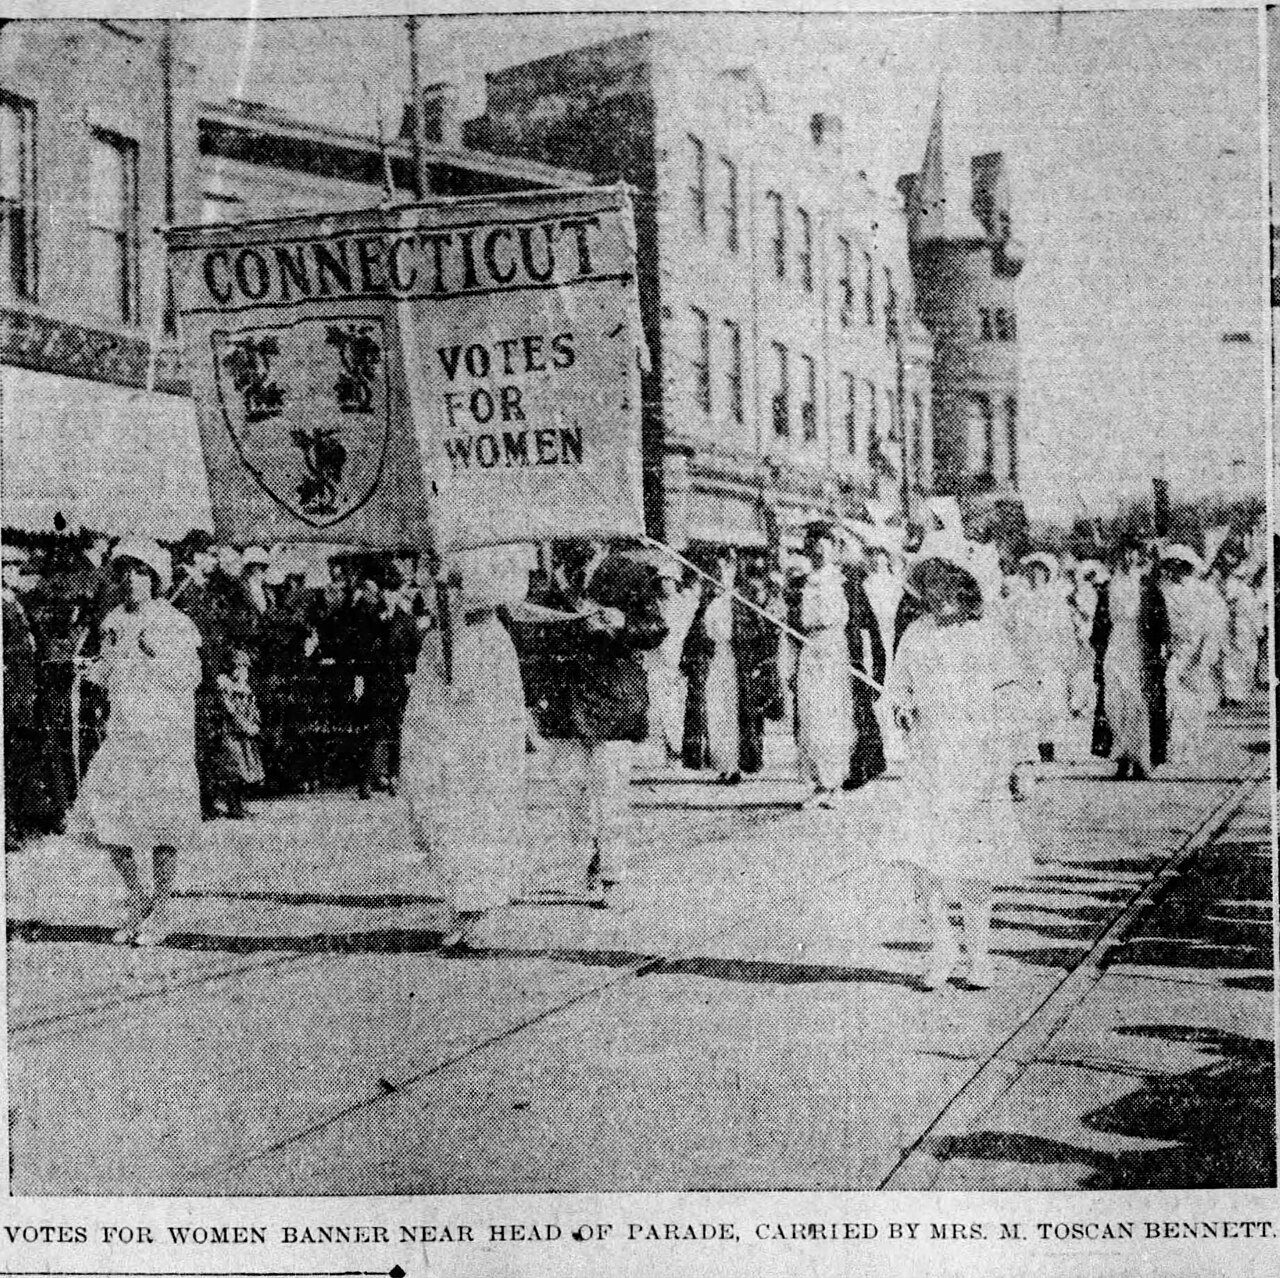 CONNECTICUT
VOTES
FOR
WOMEN
VOTES FOR WOMEN BANNER NEAR HEAD OF PARADE, CARRIED BY MRS. M. TOSCAN BENNETT.